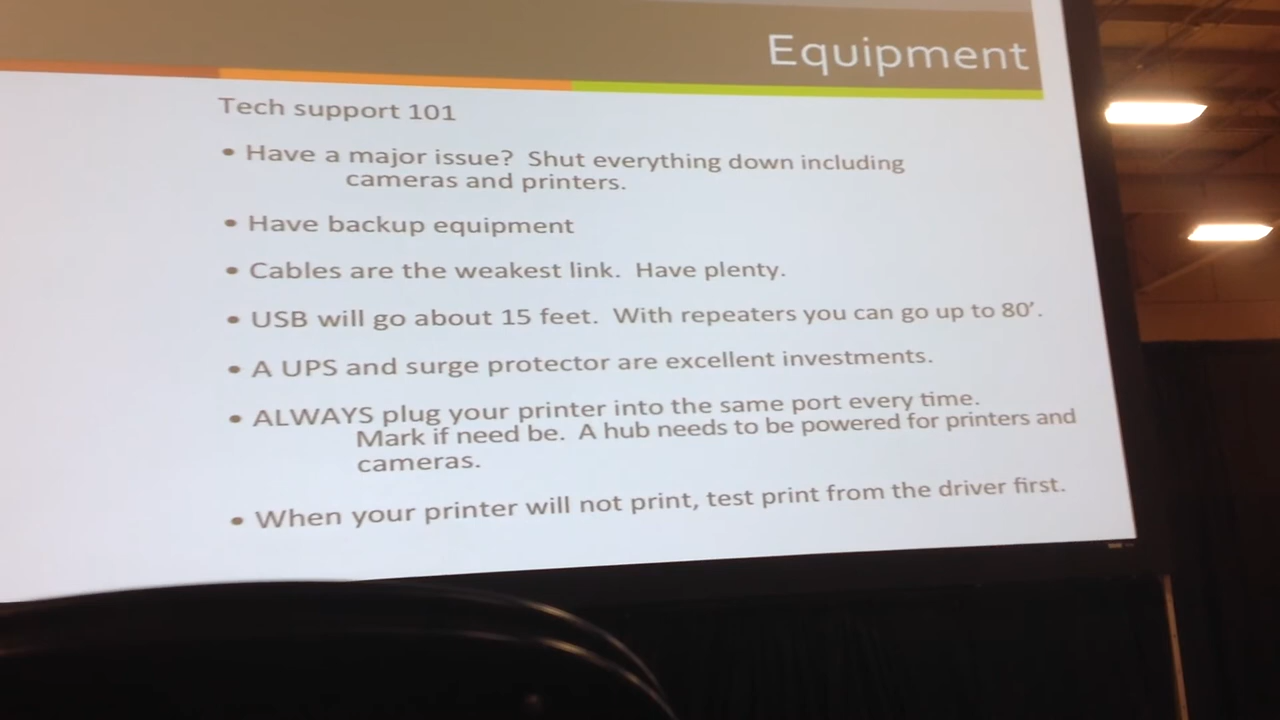 Equipment
Tech support 101
• Have a major issue?  Shut everything down including
cameras and printers.
• Have backup equipment
• Cables are the weakest link.  Have plenty.
• USB will go about 15 feet.  With repeaters you can go up to 80’.
• A UPS and surge protector are excellent investments.
• ALWAYS plug your printer into the same port every time.
Mark if need be.  A hub needs to be powered for printers and
cameras.
• When your printer will not print, test print from the driver first.